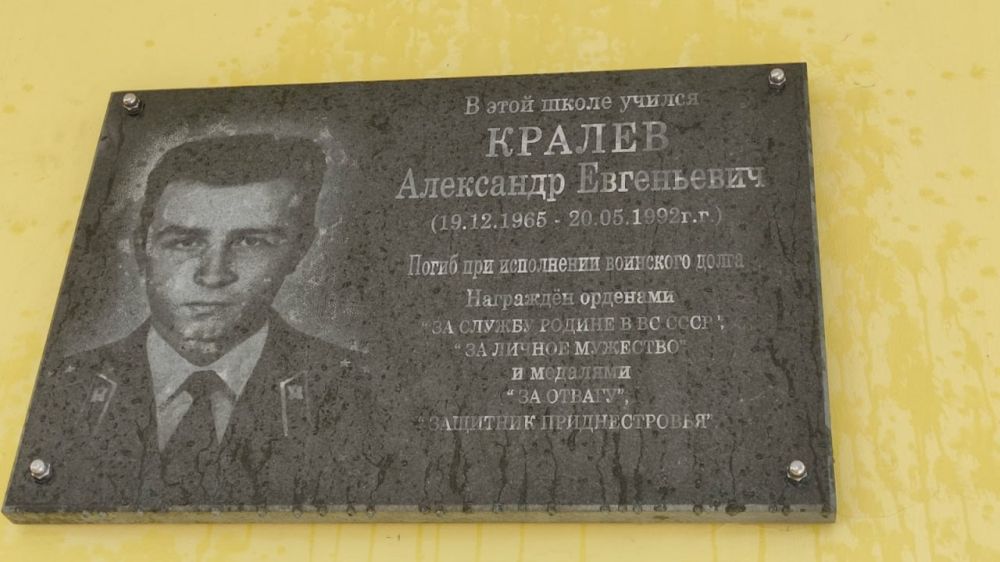 В этой школе учился
КРАЛЕВ
Александр Евгеньевич
(19.12.1965 - 20.05.1992г.г.)
Погиб при исполнении воинского долга
Награждён орденами
"ЗА СЛУЖБУ РОДИНЕ В ВС СССР",
"ЗА ЛИЧНОЕ МУЖЕСТВО"
и медалями
"ЗА ОТВАГУ",
"ЗАЩИТНИК ПРИДНЕСТРОВЬЯ"